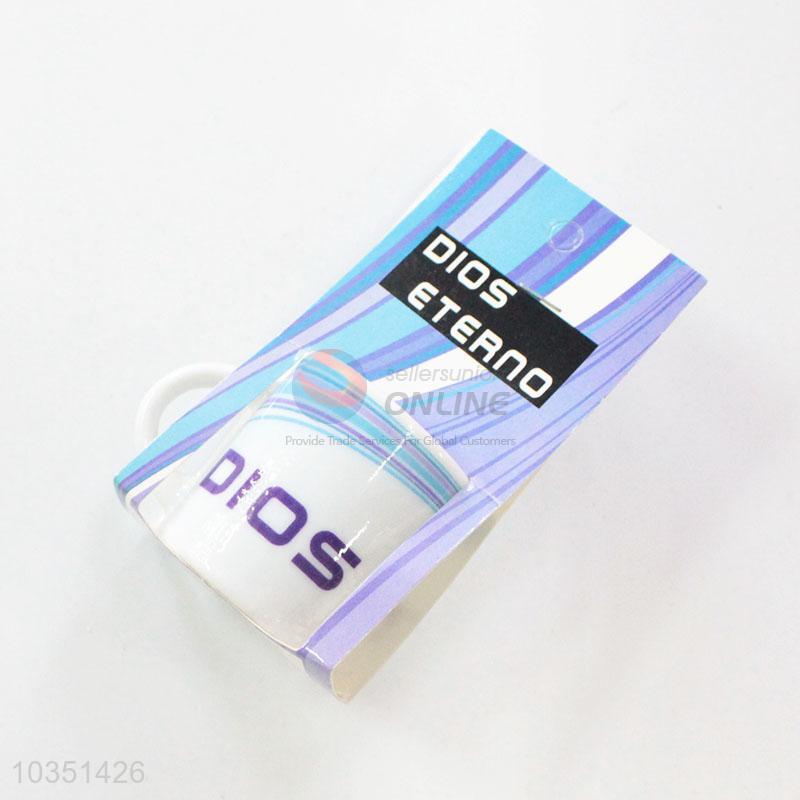 DIOS
ETERNO
sellersunion
ONLINE
Provide Trade Services For Global Customers
DIOS
10351426